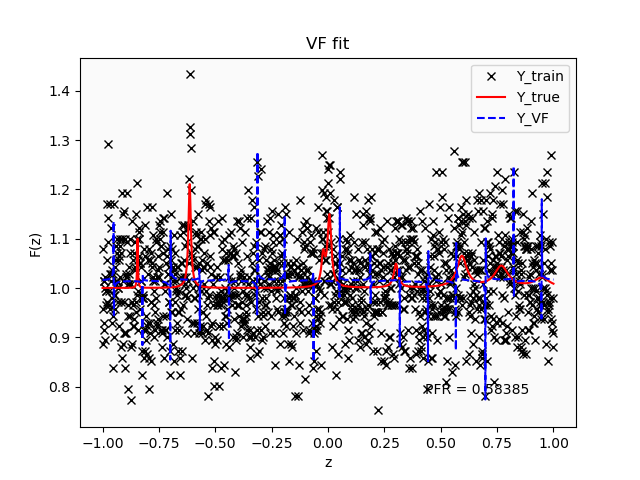 VF fit
Y_train
Y_true
Y_VF
F(z)
1.4
1.3
1.2
1.1
1.0
0.9
0.8
PFR = 0.58385
−1.00 −0.75 −0.50 −0.25 0.00 0.25 0.50 0.75 1.00
z